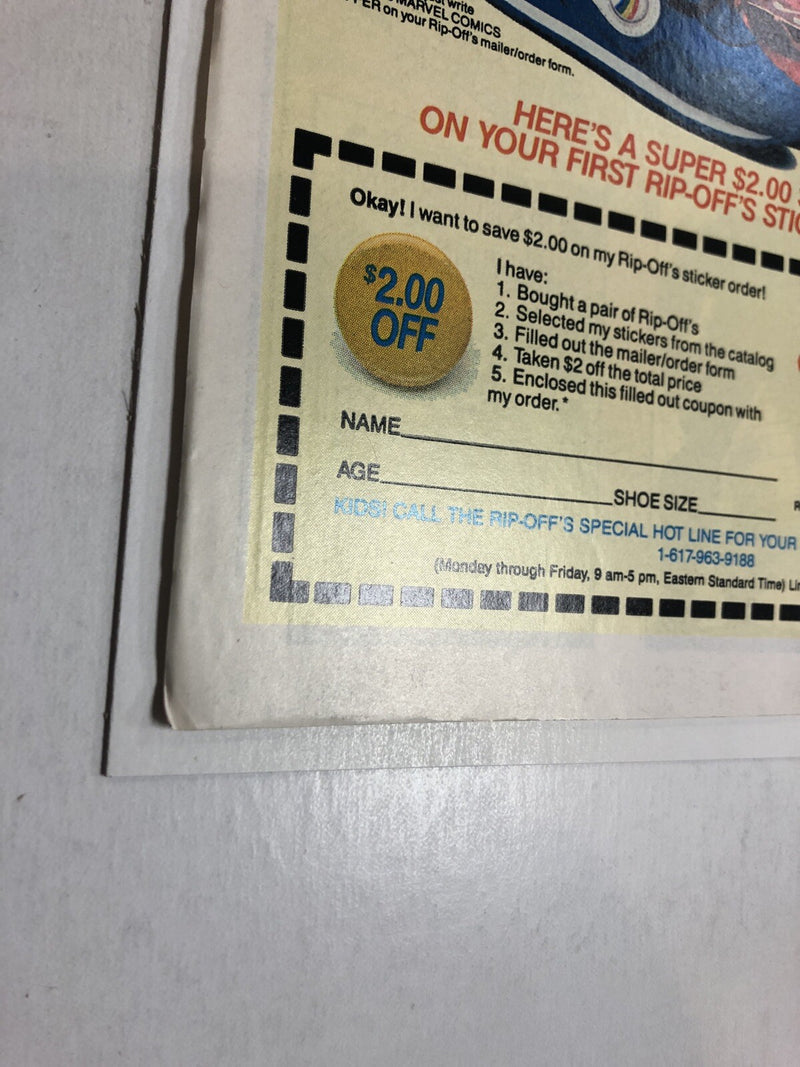 write
MARVEL COMICS
on your Rip-Off's mailer/order form.
HERE'S A SUPER $2.00
ON YOUR FIRST RIP-OFF'S
Okay! I want to save $2.00 on my Rip-Off's sticker order!
$2.00
OFF
I have:
1. Bought a pair of Rip-Off's
2. Selected my stickers from the catalog
3. Filled out the mailer/order form
4. Taken $2 off the total price
5. Enclosed this filled out coupon with
my order.*
NAME
AGE SHOE SIZE
KIDS! CALL THE RIP-OFF'S SPECIAL HOT LINE FOR YOUR
1-617-963-9188
(Monday through Friday, 9 am-5 pm, Eastern Standard Time)